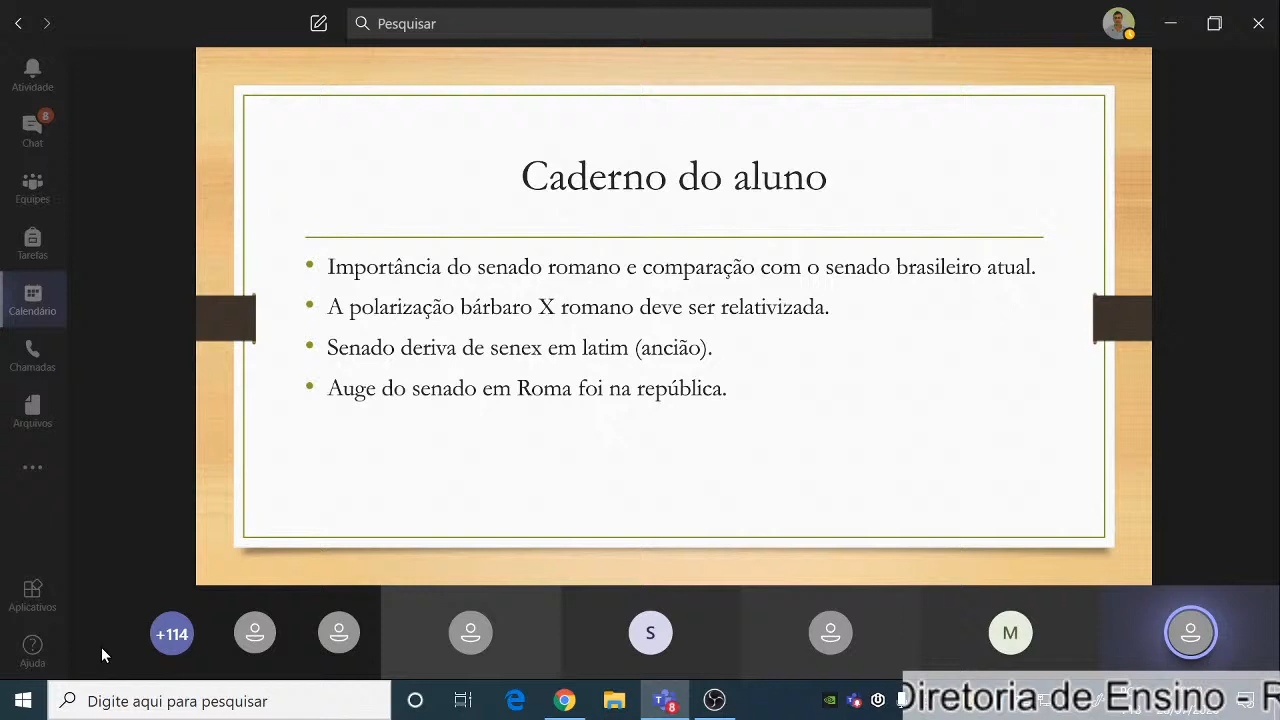 Pesquisar
Atividade
8
Chat
Equipes
Tarefas
Calendário
Chamadas
Arquivos
Aplicativos
Ajuda
Caderno do aluno
• Importância do senado romano e comparação com o senado brasileiro atual.
• A polarização bárbaro X romano deve ser relativizada.
• Senado deriva de senex em latim (ancião).
• Auge do senado em Roma foi na república.
+114
S
M
Digite aqui para pesquisar
8
Diretoria de Ensino -